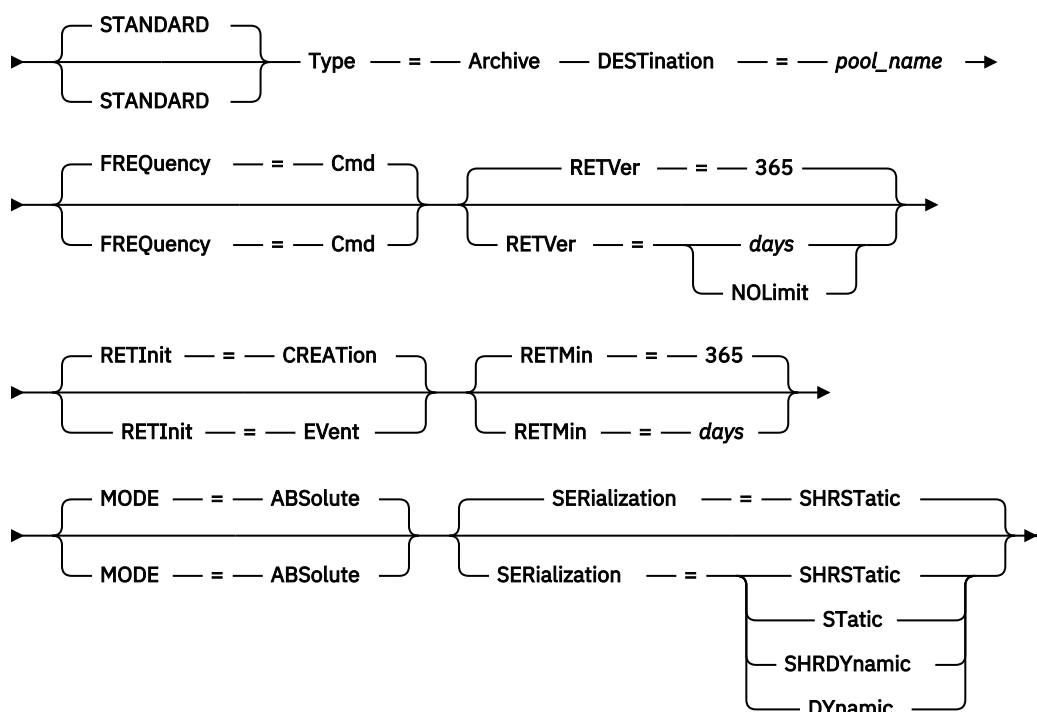 STANDARD
Type = Archive DESTination = pool_name
STANDARD
FREQuency = Cmd RETVer = 365
FREQuency = Cmd RETVer = days
NOLimit
RETInit = CREATion RETMin = 365
RETInit = EVent RETMin = days
MODE = ABSolute SERialization = SHRSTatic
MODE = ABSolute SERialization = SHRSTatic
STatic
SHRDYnamic
DYnamic